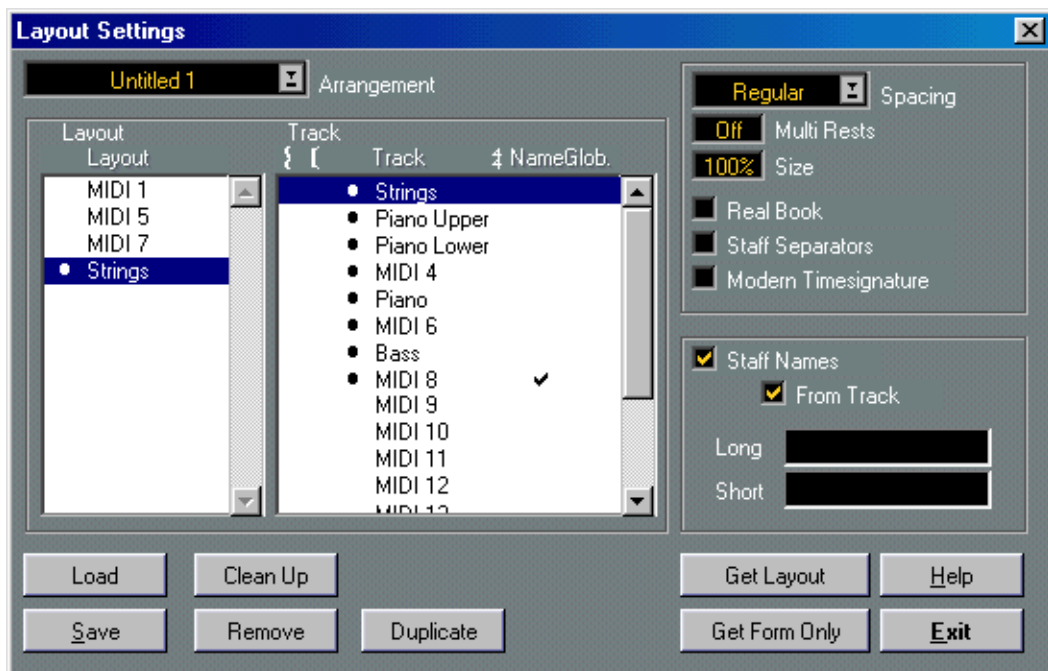 Layout Settings
Untitled 1 Arrangement
Layout
Layout
MIDI 1
MIDI 5
MIDI 7
Strings
Track
{ [ Track NameGlob.
Strings
Piano Upper
Piano Lower
MIDI 4
Piano
MIDI 6
Bass
MIDI 8
MIDI 9
MIDI 10
MIDI 11
MIDI 12
MIDI 13
Regular Spacing
Off Multi Rests
100% Size
Real Book
Staff Separators
Modern Timesignature
Staff Names
From Track
Long
Short
Load
Clean Up
Get Layout
Help
Save
Remove
Duplicate
Get Form Only
Exit